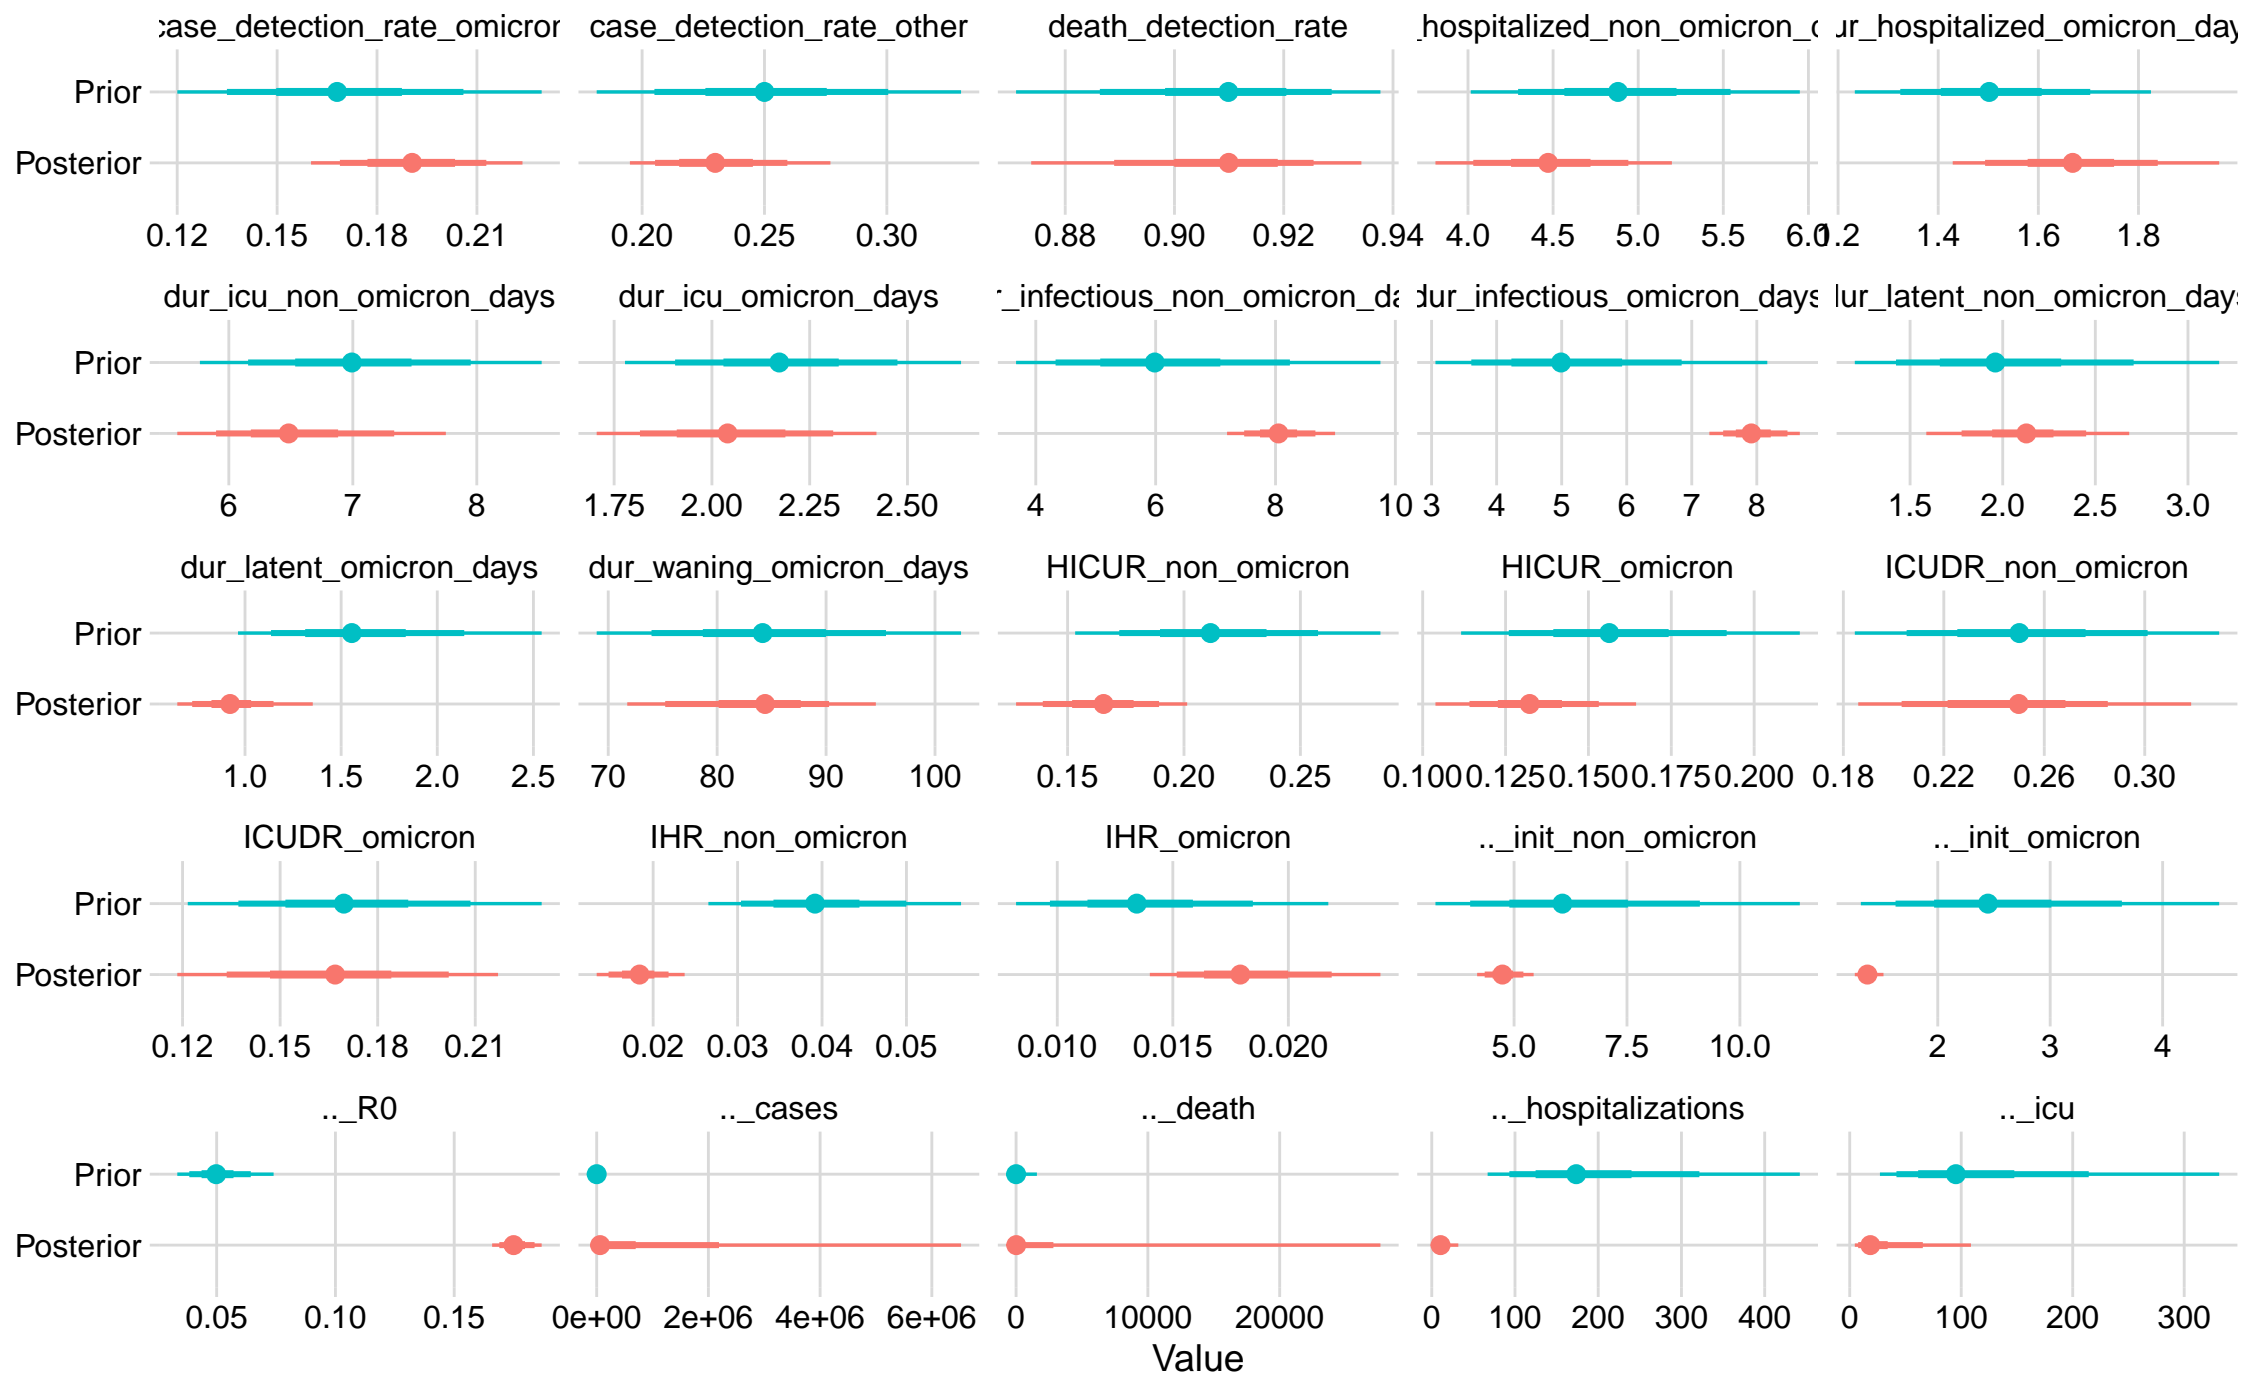 case_detection_rate_omicron case_detection_rate_other death_detection_rate _hospitalized_non_omicron_d ur_hospitalized_omicron_day
Prior
Posterior
0.12 0.15 0.18 0.21 0.20 0.25 0.30 0.88 0.90 0.92 0.94 4.0 4.5 5.0 5.5 6.0 1.2 1.4 1.6 1.8
dur_icu_non_omicron_days dur_icu_omicron_days r_infectious_non_omicron_da dur_infectious_omicron_days dur_latent_non_omicron_days
Prior
Posterior
6 7 8 1.75 2.00 2.25 2.50 4 6 8 10 3 4 5 6 7 8 1.5 2.0 2.5 3.0
dur_latent_omicron_days dur_waning_omicron_days HICUR_non_omicron HICUR_omicron ICUDR_non_omicron
Prior
Posterior
1.0 1.5 2.0 2.5 70 80 90 100 0.15 0.20 0.25 0.100 0.125 0.150 0.175 0.200 0.18 0.22 0.26 0.30
ICUDR_omicron IHR_non_omicron IHR_omicron .._init_non_omicron .._init_omicron
Prior
Posterior
0.12 0.15 0.18 0.21 0.02 0.03 0.04 0.05 0.010 0.015 0.020 5.0 7.5 10.0 2 3 4
.._R0 .._cases .._death .._hospitalizations .._icu
Prior
Posterior
0.05 0.10 0.15 0e+00 2e+06 4e+06 6e+06 0 10000 20000 0 100 200 300 400 0 100 200 300
Value